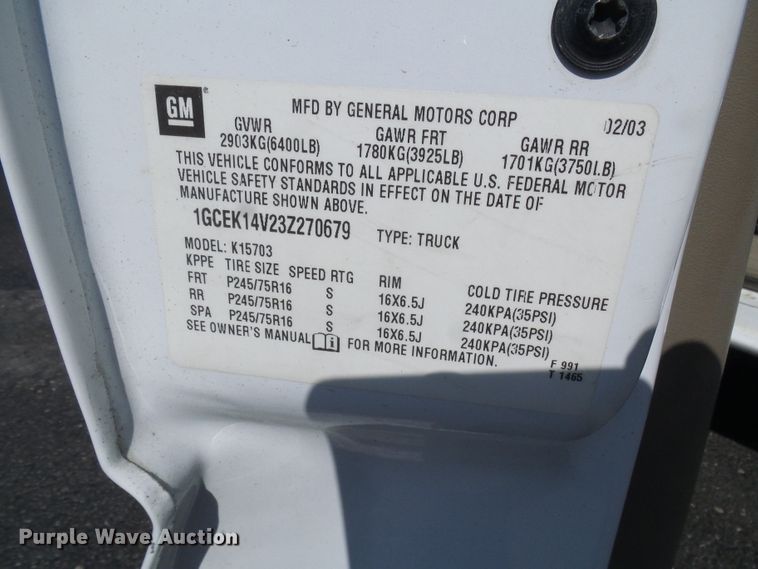 GM
MFD BY GENERAL MOTORS CORP 02/03
GVWR GAWR FRT GAWR RR
2903KG(6400LB) 1780KG(3925LB) 1701KG(3750LB)
THIS VEHICLE CONFORMS TO ALL APPLICABLE U.S. FEDERAL MOTOR
VEHICLE SAFETY STANDARDS IN EFFECT ON THE DATE OF
MANUFACTURE SHOWN ABOVE.
1GCEK14V23Z270679 TYPE: TRUCK
MODEL: K15703
KPPE TIRE SIZE SPEED RTG RIM COLD TIRE PRESSURE
FRT P245/75R16 S 16X6.5J 240KPA(35PSI)
RR P245/75R16 S 16X6.5J 240KPA(35PSI)
SPA P245/75R16 S 16X6.5J 240KPA(35PSI)
SEE OWNER'S MANUAL i FOR MORE INFORMATION.
F 991
T 1465
Purple Wave Auction